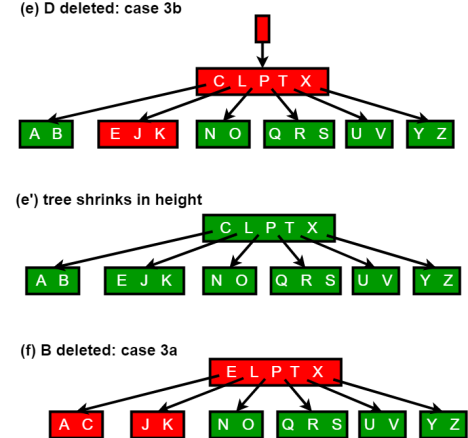 (e) D deleted: case 3b
C L P T X
A B E J K N O Q R S U V Y Z
(e') tree shrinks in height
C L P T X
A B E J K N O Q R S U V Y Z
(f) B deleted: case 3a
E L P T X
A C J K N O Q R S U V Y Z